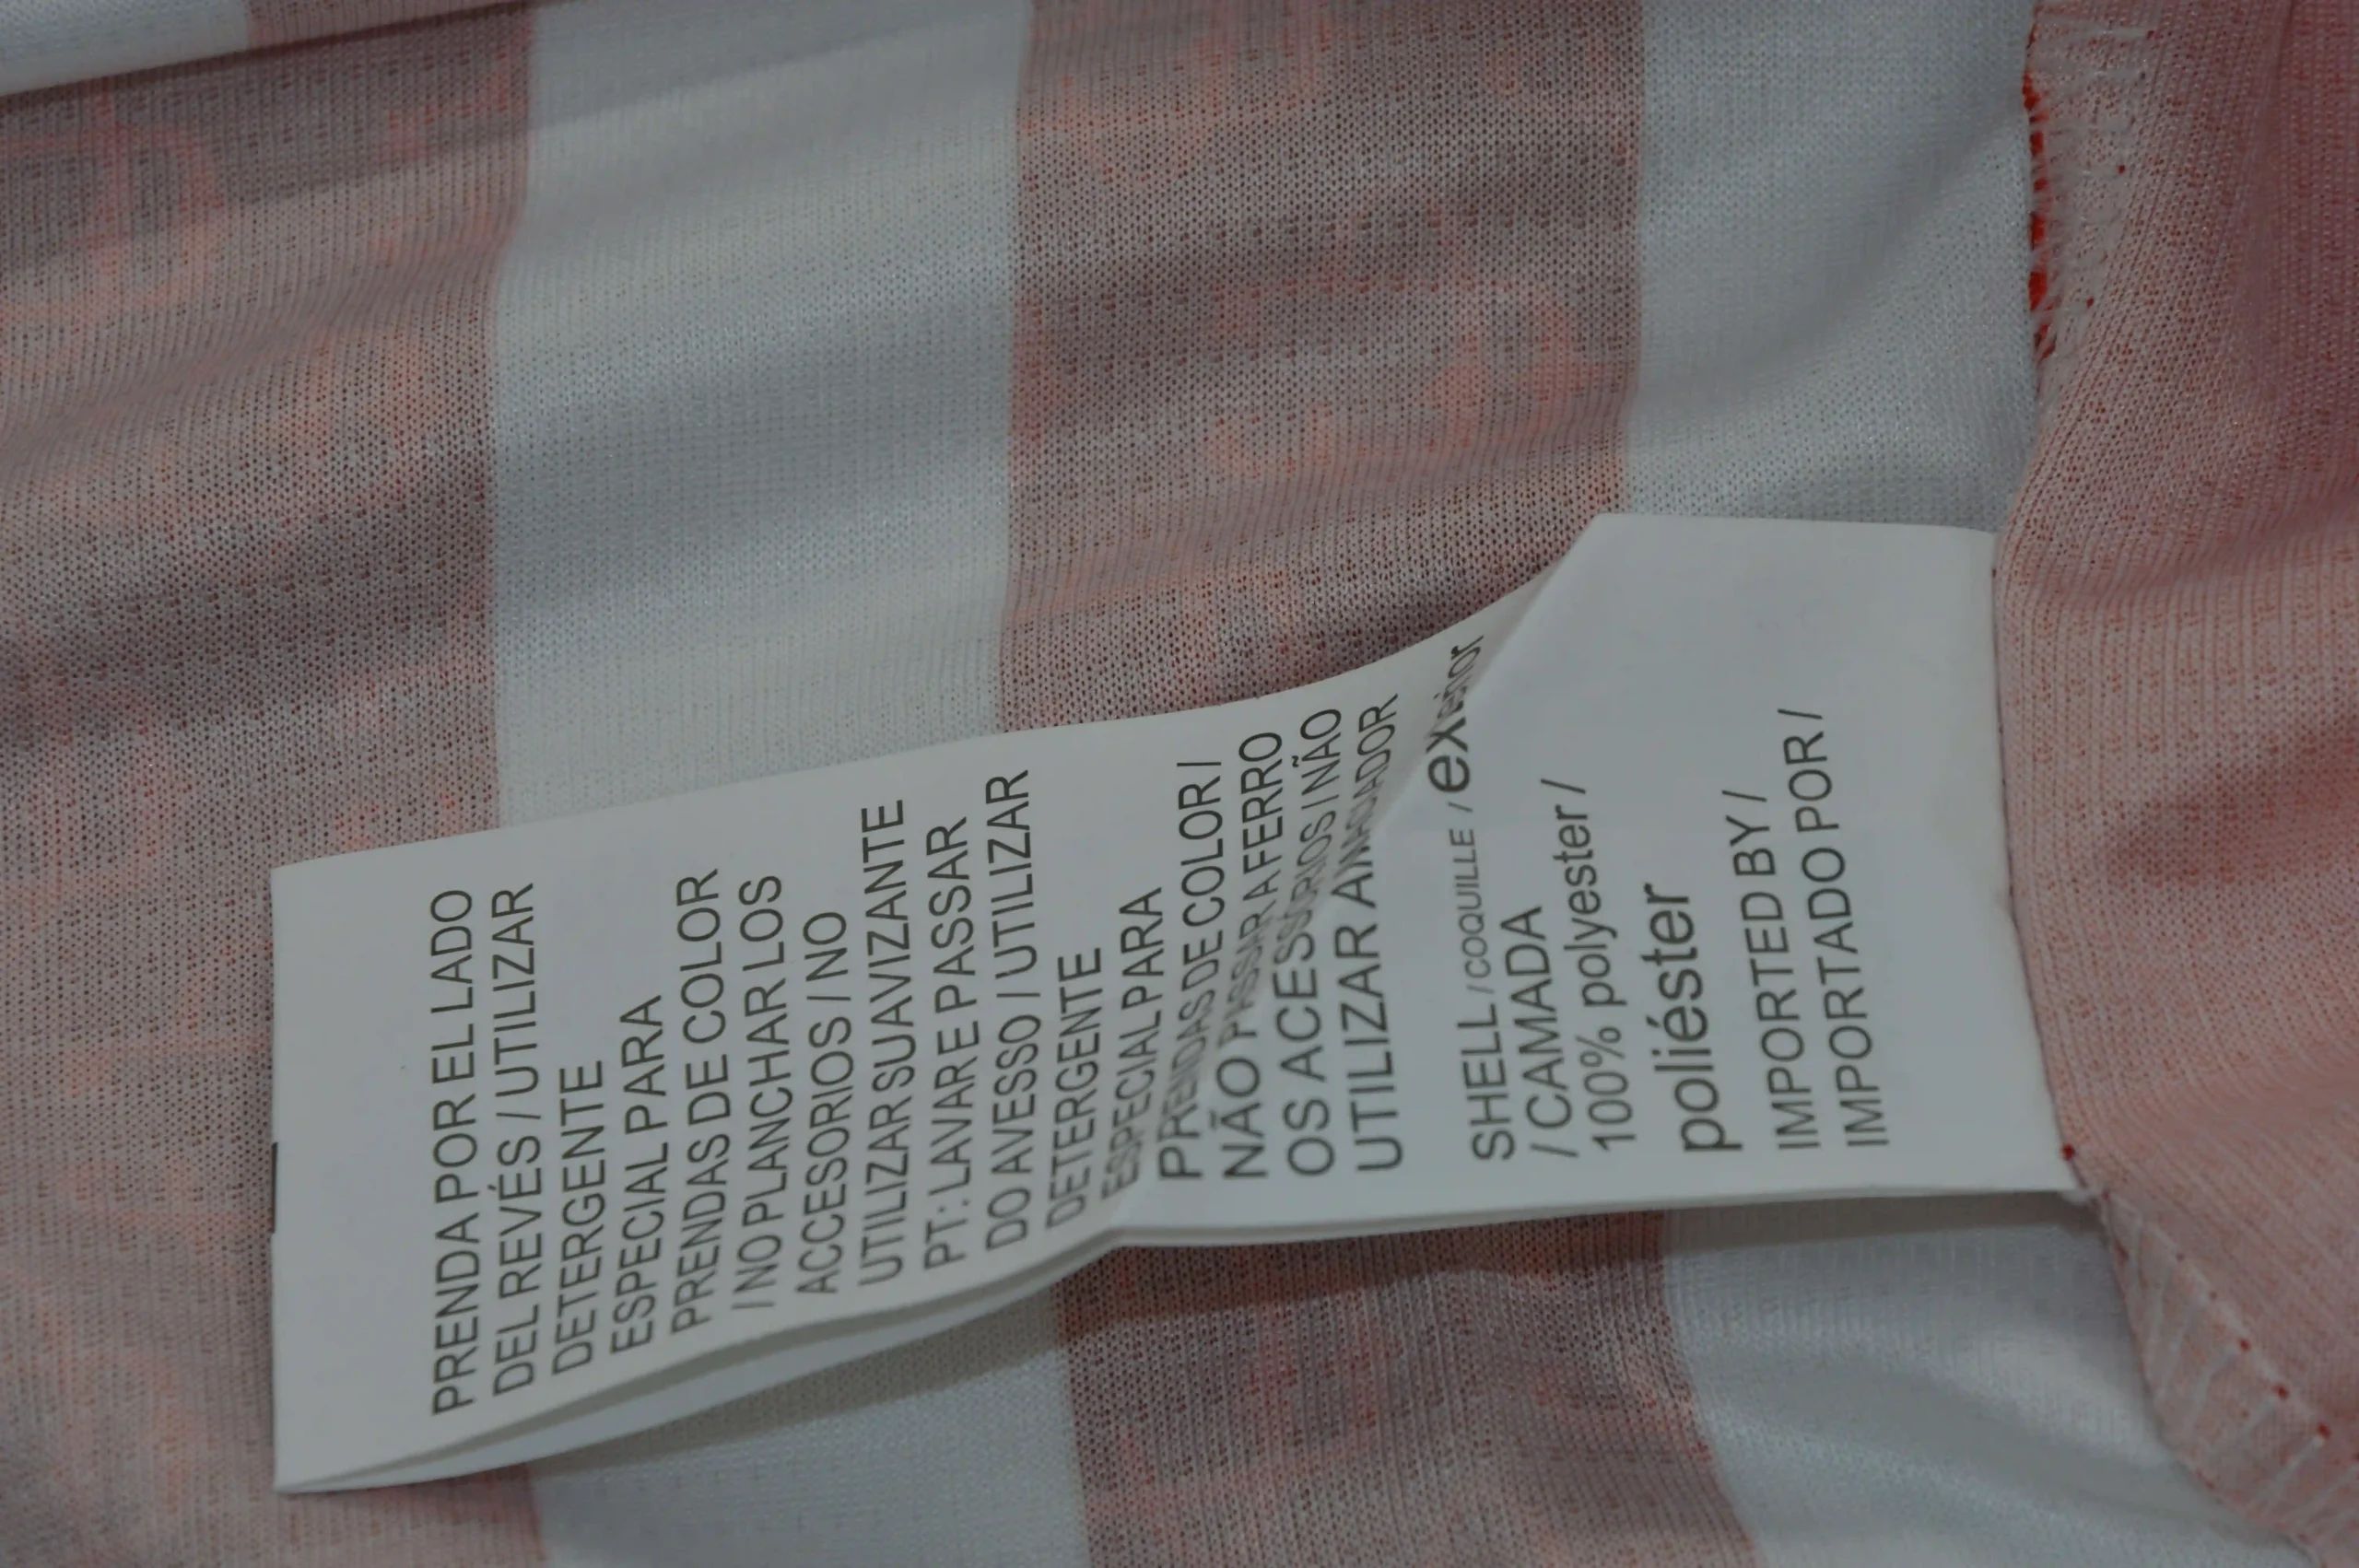 PRENDA POR EL LADO
DEL REVÉS / UTILIZAR
DETERGENTE
ESPECIAL PARA
PRENDAS DE COLOR
/ NO PLANCHAR LOS
ACCESORIOS / NO
UTILIZAR SUAVIZANTE
PT: LAVAR E PASSAR
DO AVESSO / UTILIZAR
DETERGENTE
ESPECIAL PARA
PRENDAS DE COLOR /
NÃO PASSAR A FERRO
OS ACESSÓRIOS / NÃO
UTILIZAR AMACIADOR
SHELL / COQUILLE / exterior
/ CAMADA
100% polyester /
poliéster
IMPORTED BY /
IMPORTADO POR /